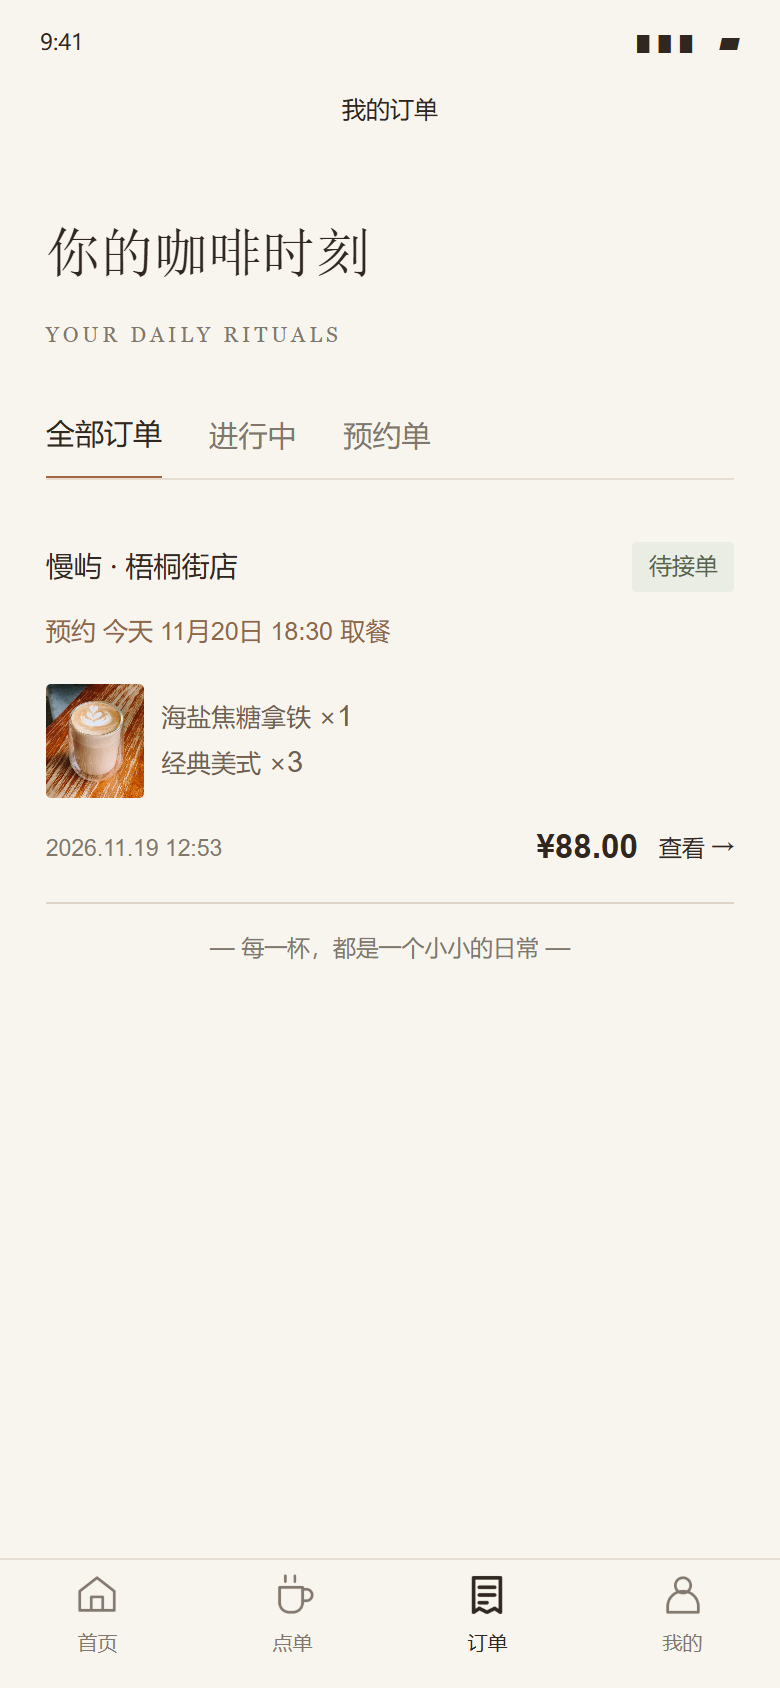 9:41
我的订单
你的咖啡时刻
YOUR DAILY RITUALS
全部订单 进行中 预约单
慢屿 · 梧桐街店 待接单
预约 今天 11月20日 18:30 取餐
海盐焦糖拿铁 ×1
经典美式 ×3
2026.11.19 12:53 ¥88.00 查看 →
— 每一杯，都是一个小小的日常 —
首页 点单 订单 我的